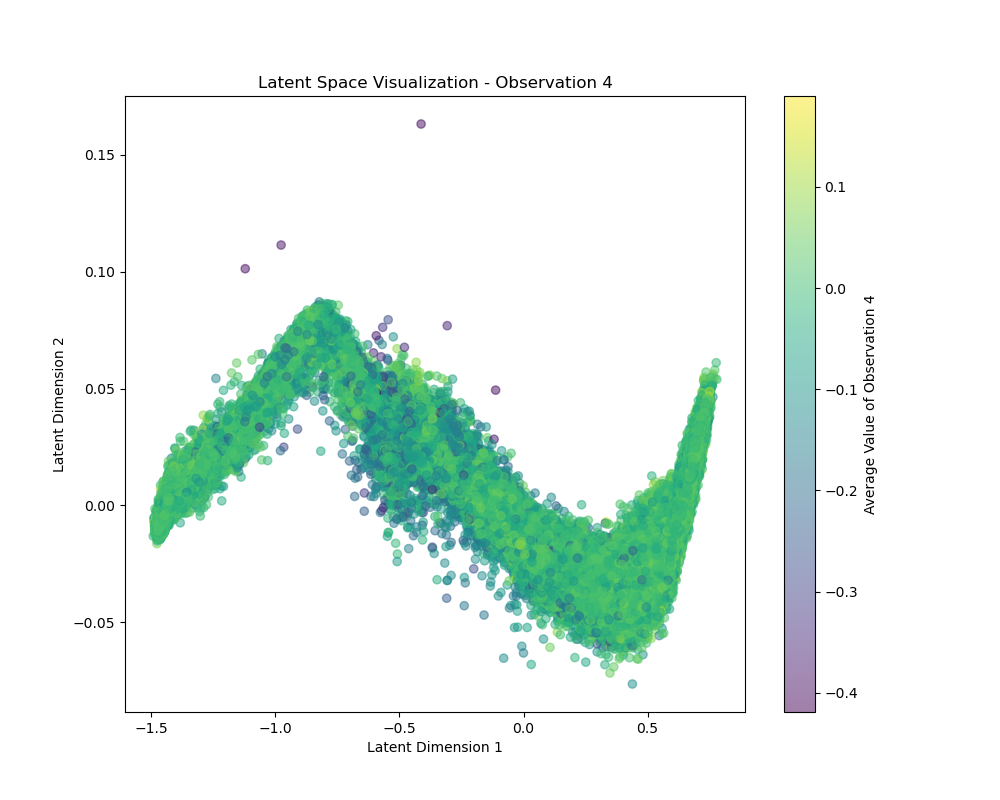 Latent Space Visualization - Observation 4
0.15
0.10
0.05
0.00
−0.05
Latent Dimension 2
−1.5 −1.0 −0.5 0.0 0.5
Latent Dimension 1
0.1
0.0
−0.1
−0.2
−0.3
−0.4
Average Value of Observation 4